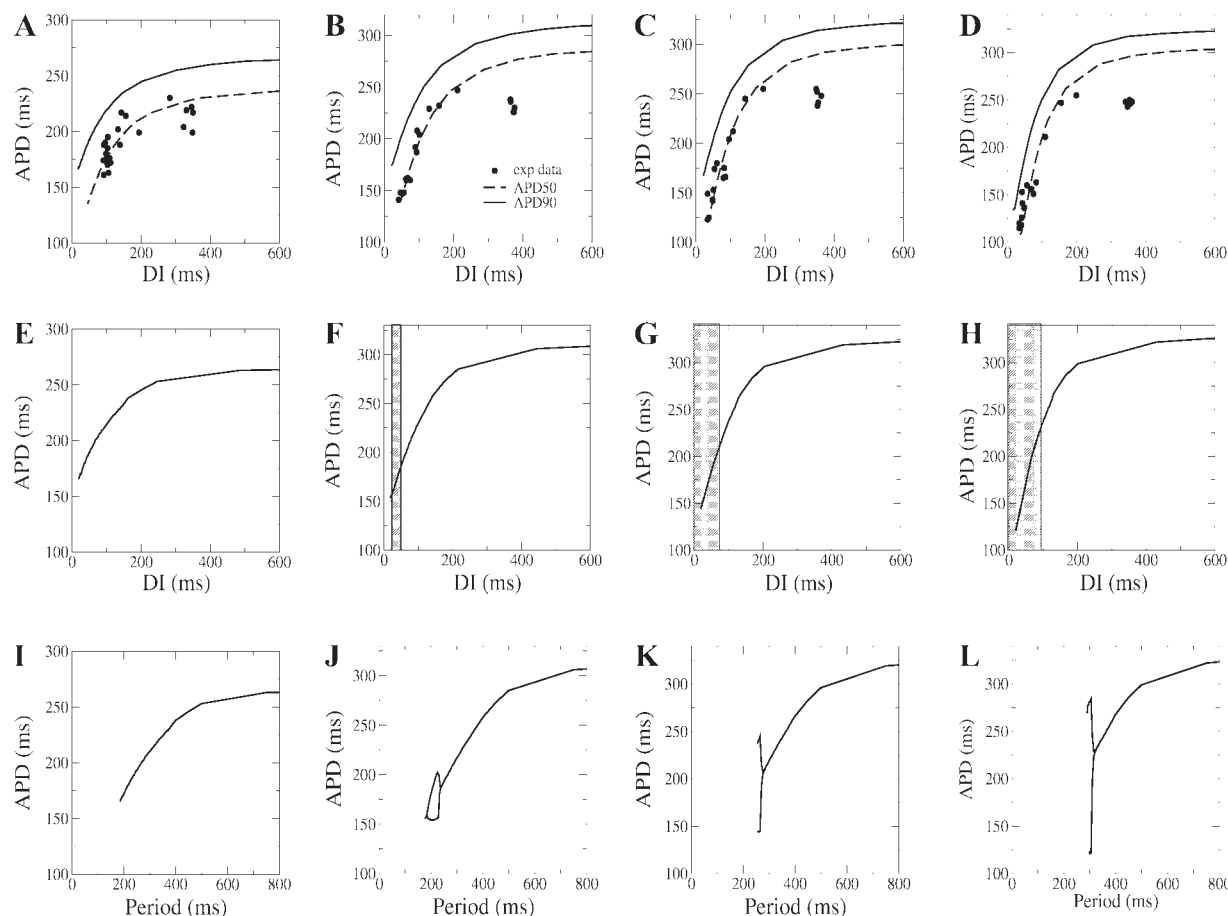 A B C D
300 300 300 300
250 250 250 250
200 200 200 200
150 150 150 150
100 100 100 100
APD (ms) APD (ms) APD (ms) APD (ms)
exp data
APD50
APD90
0 200 400 600 0 200 400 600 0 200 400 600 0 200 400 600
DI (ms) DI (ms) DI (ms) DI (ms)
E F G H
300 300 300 300
250 250 250 250
200 200 200 200
150 150 150 150
100 100 100 100
APD (ms) APD (ms) APD (ms) APD (ms)
0 200 400 600 0 200 400 600 0 200 400 600 0 200 400 600
DI (ms) DI (ms) DI (ms) DI (ms)
I J K L
300 300 300 300
250 250 250 250
200 200 200 200
150 150 150 150
100 100 100 100
APD (ms) APD (ms) APD (ms) APD (ms)
0 200 400 600 800 0 200 400 600 800 0 200 400 600 800 0 200 400 600 800
Period (ms) Period (ms) Period (ms) Period (ms)